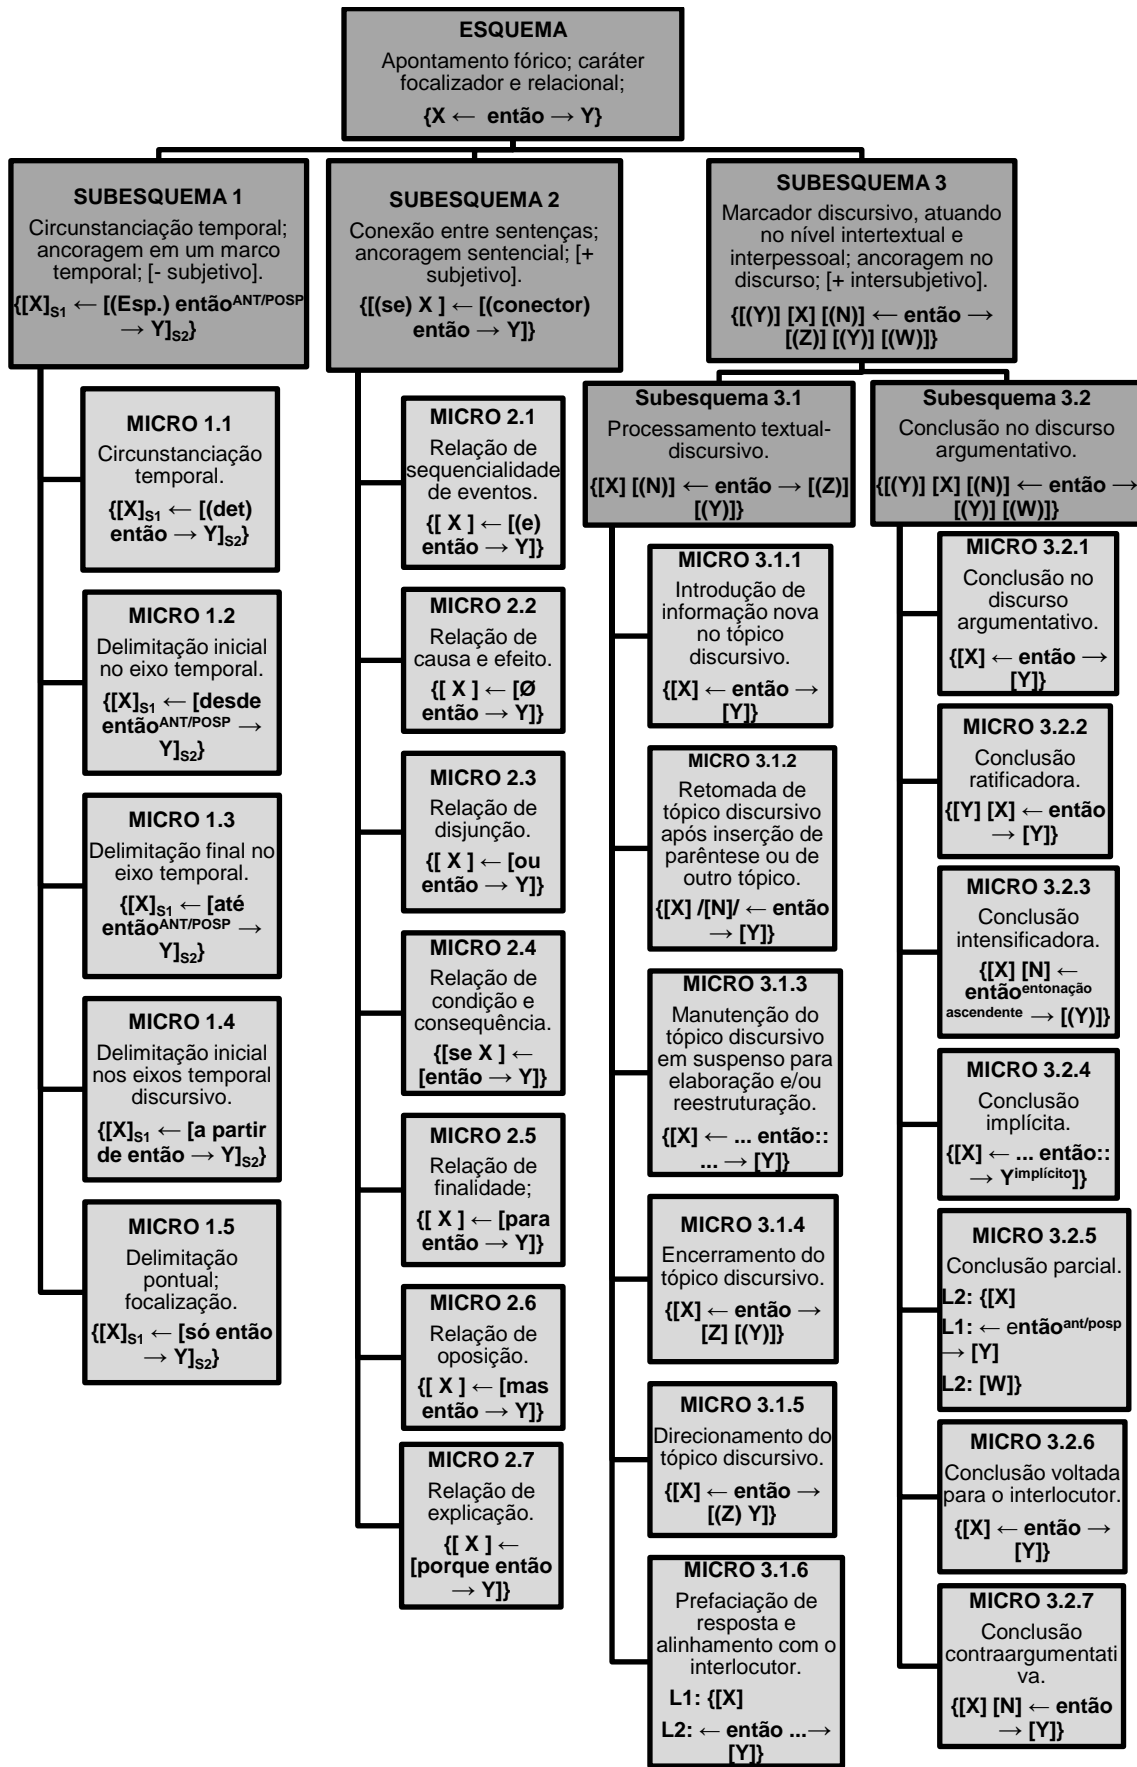 ESQUEMA
Apontamento fórico; caráter
focalizador e relacional;
{X ← então → Y}
SUBESQUEMA 1
Circunstanciação temporal;
ancoragem em um marco
temporal; [- subjetivo].
{[X]S1 ← [(Esp.) entãoANT/POSP
→ Y]S2}
MICRO 1.1
Circunstanciação
temporal.
{[X]S1 ← [(det)
então → Y]S2}
MICRO 1.2
Delimitação inicial
no eixo temporal.
{[X]S1 ← [desde
entãoANT/POSP →
Y]S2}
MICRO 1.3
Delimitação final no
eixo temporal.
{[X]S1 ← [até
entãoANT/POSP →
Y]S2}
MICRO 1.4
Delimitação inicial
nos eixos temporal
discursivo.
{[X]S1 ← [a partir
de então → Y]S2}
MICRO 1.5
Delimitação
pontual;
focalização.
{[X]S1 ← [só então
→ Y]S2}
SUBESQUEMA 2
Conexão entre sentenças;
ancoragem sentencial; [+
subjetivo].
{[(se) X ] ← [(conector)
então → Y]}
MICRO 2.1
Relação de
sequencialidade
de eventos.
{[ X ] ← [(e)
então → Y]}
MICRO 2.2
Relação de
causa e efeito.
{[ X ] ← [Ø
então → Y]}
MICRO 2.3
Relação de
disjunção.
{[ X ] ← [ou
então → Y]}
MICRO 2.4
Relação de
condição e
consequência.
{[se X ] ←
[então → Y]}
MICRO 2.5
Relação de
finalidade;
{[ X ] ← [para
então → Y]}
MICRO 2.6
Relação de
oposição.
{[ X ] ← [mas
então → Y]}
MICRO 2.7
Relação de
explicação.
{[ X ] ←
[porque então
→ Y]}
SUBESQUEMA 3
Marcador discursivo, atuando
no nível intertextual e
interpessoal; ancoragem no
discurso; [+ intersubjetivo].
{[(Y)] [X] [(N)] ← então →
[(Z)] [(Y)] [(W)]}
Subesquema 3.1
Processamento textual-
discursivo.
{[X] [(N)] ← então → [(Z)]
[(Y)]}
MICRO 3.1.1
Introdução de
informação nova
no tópico
discursivo.
{[X] ← então →
[Y]}
MICRO 3.1.2
Retomada de
tópico discursivo
após inserção de
parêntese ou de
outro tópico.
{[X] /[N]/ ← então
→ [Y]}
MICRO 3.1.3
Manutenção do
tópico discursivo
em suspenso para
elaboração e/ou
reestruturação.
{[X] ← ... então::
... → [Y]}
MICRO 3.1.4
Encerramento do
tópico discursivo.
{[X] ← então →
[Z] [(Y)]}
MICRO 3.1.5
Direcionamento do
tópico discursivo.
{[X] ← então →
[(Z) Y]}
MICRO 3.1.6
Prefaciação de
resposta e
alinhamento com o
interlocutor.
L1: {[X]
L2: ← então ...→
[Y]}
Subesquema 3.2
Conclusão no discurso
argumentativo.
{[(Y)] [X] [(N)] ← então →
[(Y)] [(W)]}
MICRO 3.2.1
Conclusão no
discurso
argumentativo.
{[X] ← então →
[Y]}
MICRO 3.2.2
Conclusão
ratificadora.
{[Y] [X] ← então
→ [Y]}
MICRO 3.2.3
Conclusão
intensificadora.
{[X] [N] ←
entãoentonação
ascendente → [(Y)]}
MICRO 3.2.4
Conclusão
implícita.
{[X] ← ... então::
→ Yimplícito]}
MICRO 3.2.5
Conclusão parcial.
L2: {[X]
L1: ← entãoant/posp
→ [Y]
L2: [W]}
MICRO 3.2.6
Conclusão voltada
para o interlocutor.
{[X] ← então →
[Y]}
MICRO 3.2.7
Conclusão
contraargumentati
va.
{[X] [N] ← então
→ [Y]}